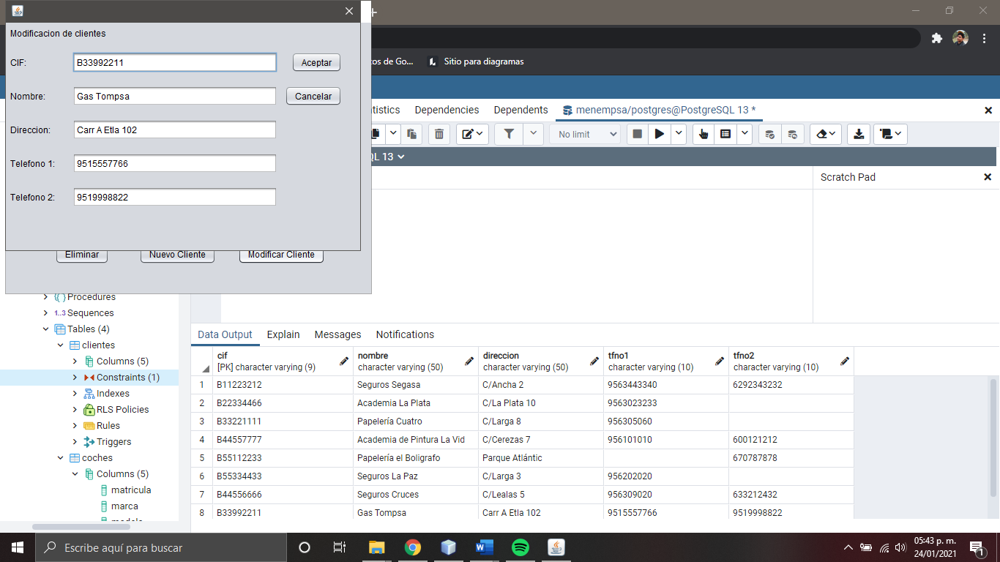 Modificacion de clientes
CIF: B33992211 Aceptar
Nombre: Gas Tompsa Cancelar
Direccion: Carr A Etla 102
Telefono 1: 9515557766
Telefono 2: 9519998822
Eliminar Nuevo Cliente Modificar Cliente
tos de Go... Sitio para diagramas
tistics Dependencies Dependents menempsa/postgres@PostgreSQL 13 *
No limit
QL 13
Scratch Pad
Procedures
1..3 Sequences
Tables (4)
clientes
Columns (5)
Constraints (1)
Indexes
RLS Policies
Rules
Triggers
coches
Columns (5)
matricula
marca
modelo
Data Output Explain Messages Notifications
cif nombre direccion tfno1 tfno2
[PK] character varying (9) character varying (50) character varying (50) character varying (10) character varying (10)
1 B11223212 Seguros Segasa C/Ancha 2 9563443340 6292343232
2 B22334466 Academia La Plata C/La Plata 10 9563023233
3 B33221111 Papelería Cuatro C/Larga 8 956305060
4 B44557777 Academia de Pintura La Vid C/Cerezas 7 956101010 600121212
5 B55112233 Papelería el Boligrafo Parque Atlántic 670787878
6 B55334433 Seguros La Paz C/Larga 3 956202020
7 B44556666 Seguros Cruces C/Lealas 5 956309020 633212432
8 B33992211 Gas Tompsa Carr A Etla 102 9515557766 9519998822
Escribe aquí para buscar
05:43 p. m.
24/01/2021
1